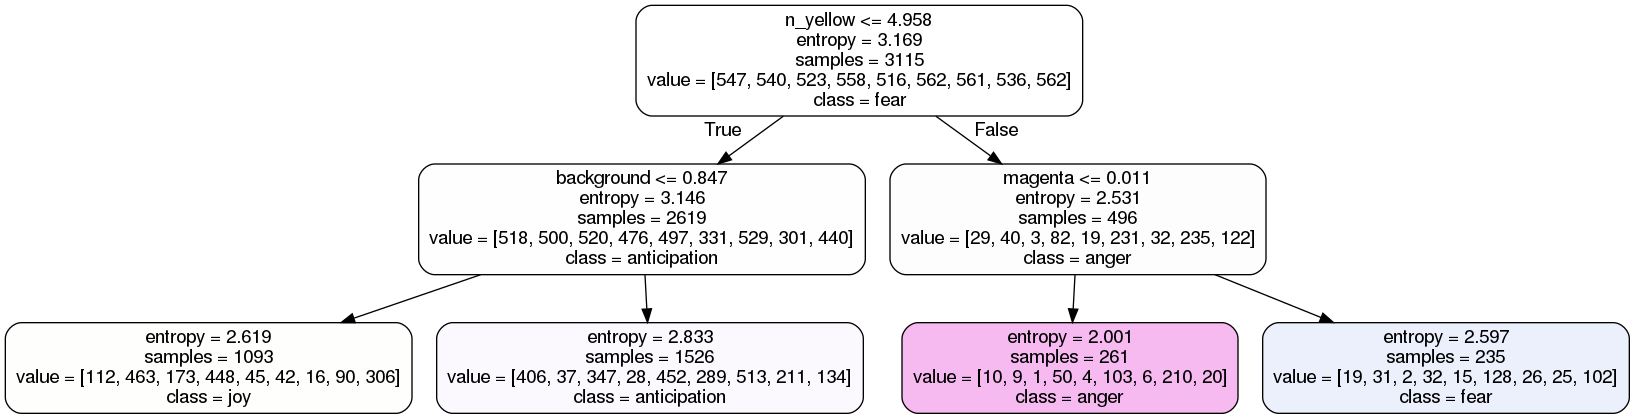 n_yellow <= 4.958
entropy = 3.169
samples = 3115
value = [547, 540, 523, 558, 516, 562, 561, 536, 562]
class = fear
True
False
background <= 0.847
entropy = 3.146
samples = 2619
value = [518, 500, 520, 476, 497, 331, 529, 301, 440]
class = anticipation
magenta <= 0.011
entropy = 2.531
samples = 496
value = [29, 40, 3, 82, 19, 231, 32, 235, 122]
class = anger
entropy = 2.619
samples = 1093
value = [112, 463, 173, 448, 45, 42, 16, 90, 306]
class = joy
entropy = 2.833
samples = 1526
value = [406, 37, 347, 28, 452, 289, 513, 211, 134]
class = anticipation
entropy = 2.001
samples = 261
value = [10, 9, 1, 50, 4, 103, 6, 210, 20]
class = anger
entropy = 2.597
samples = 235
value = [19, 31, 2, 32, 15, 128, 26, 25, 102]
class = fear